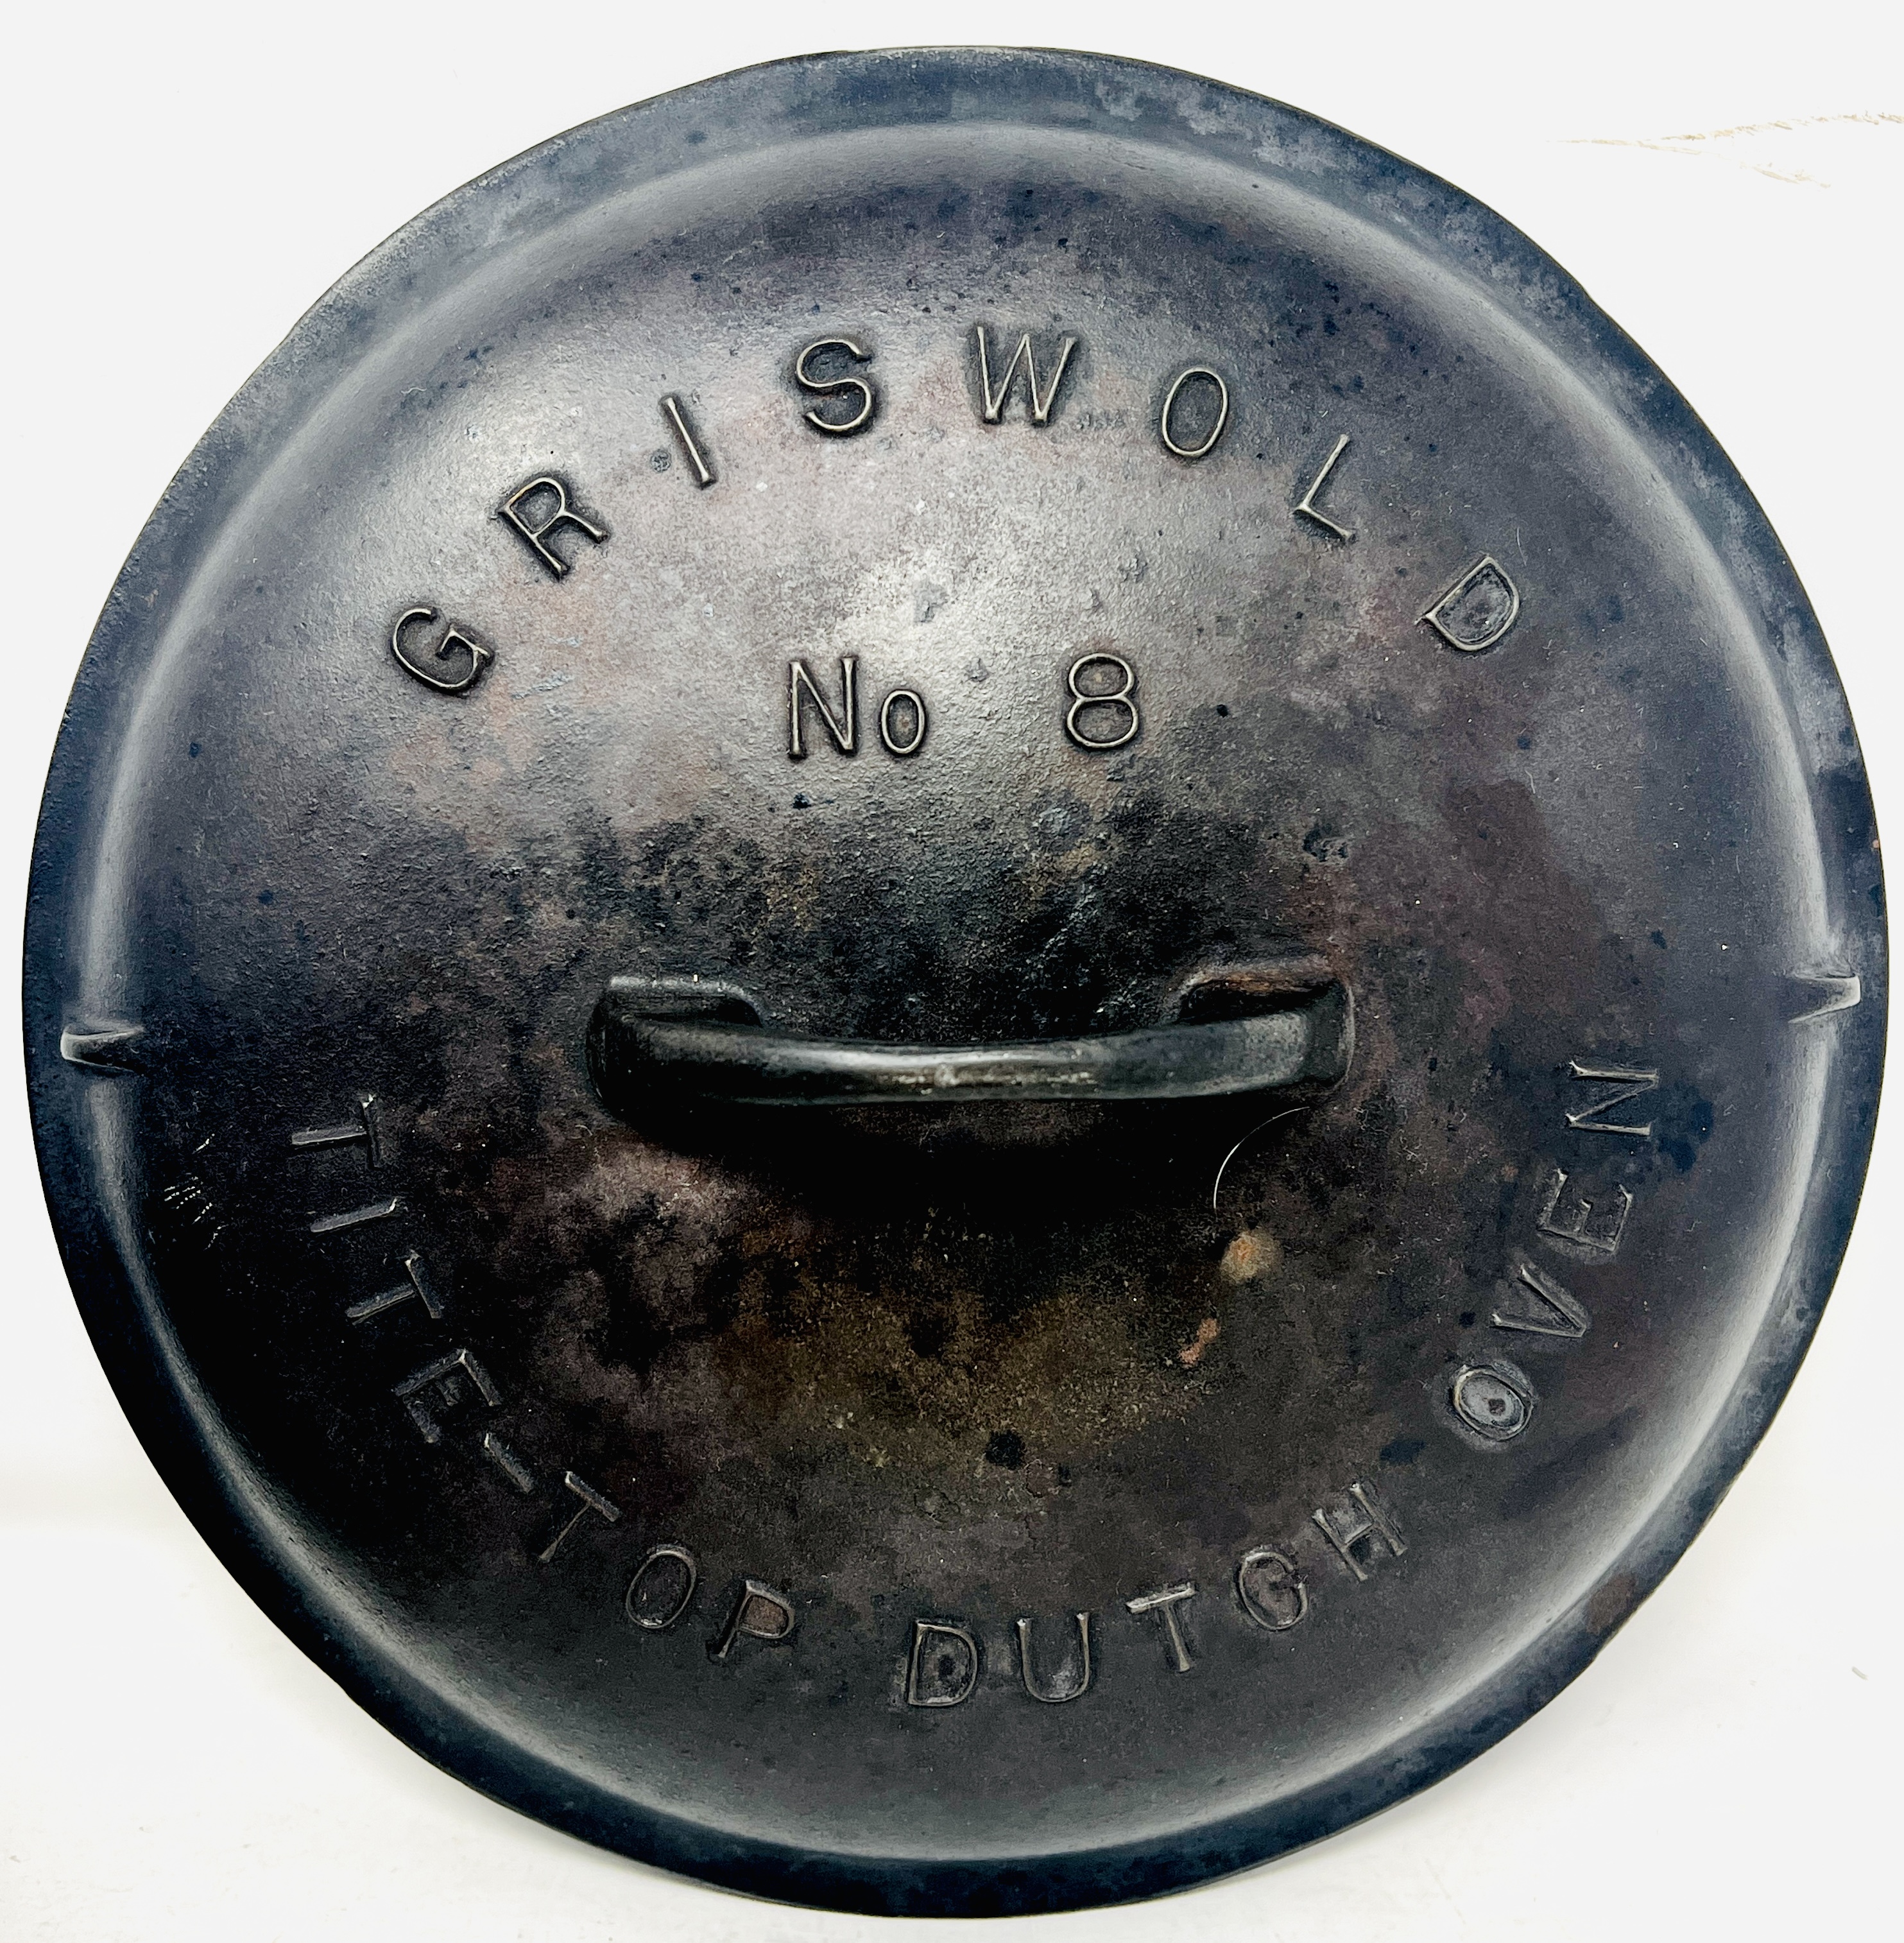 GRISWOLD
No 8
TITE-TOP DUTCH OVEN